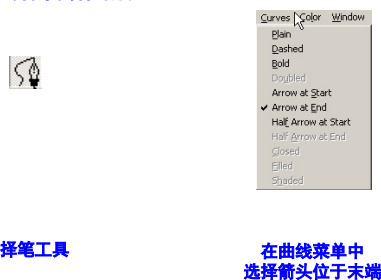 Curves Color Window
Plain
Dashed
Bold
Doubled
Arrow at Start
Arrow at End
Half Arrow at Start
Half Arrow at End
Closed
Filled
Shaded
择笔工具
在曲线菜单中
选择箭头位于末端